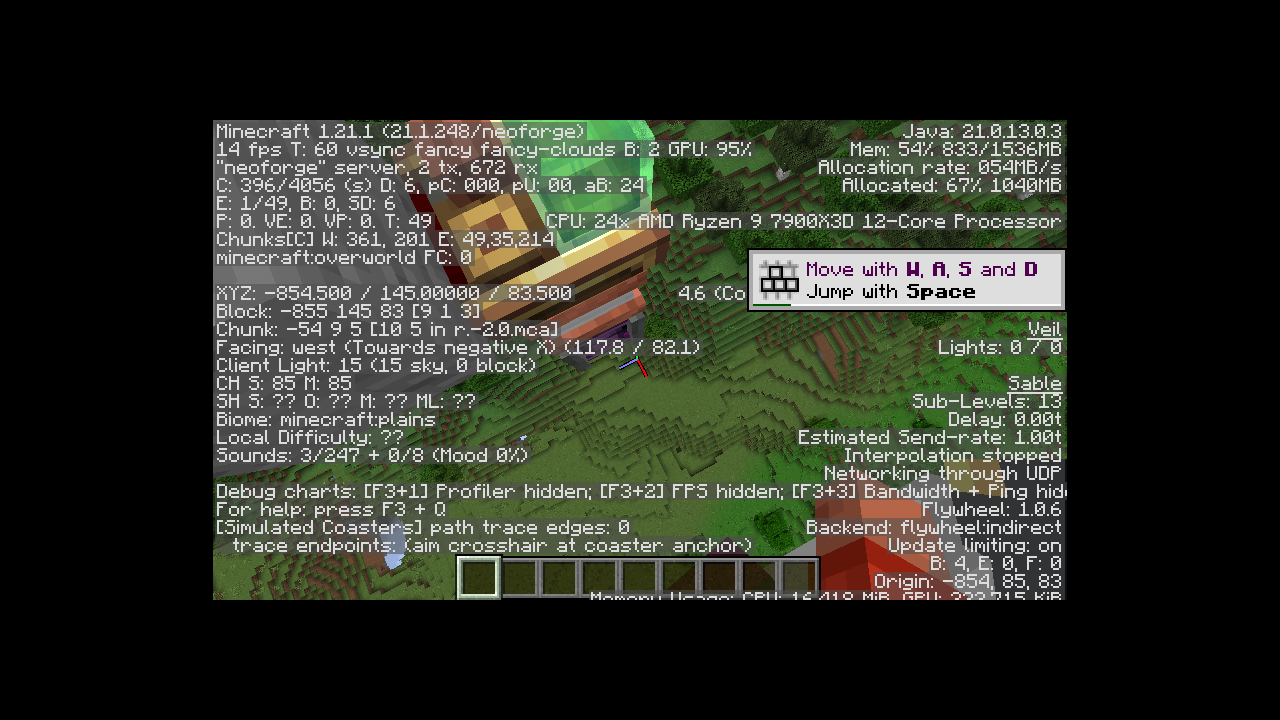 Minecraft 1.21.1 (21.1.248/neoforge)
14 fps T: 60 vsync fancy fancy-clouds B: 2 GPU: 95%
"neoforge" server, 2 tx, 672 rx
C: 396/4056 (s) D: 6, pC: 000, pU: 00, aB: 24
E: 1/49, B: 0, SD: 6
P: 0. VE: 0 VP: 0. T: 49
Chunks[C] W: 361, 201 E: 49,35,214
minecraft:overworld FC: 0
XYZ: -854.500 / 145.00000 / 83.500
Block: -855 145 83 [9 1 3]
Chunk: -54 9 5 [10 5 in r.-2.0.mca]
Facing: west (Towards negative X) (117.8 / 82.1)
Client Light: 15 (15 sky, 0 block)
CH S: 85 M: 85
SH S: ?? O: ?? M: ?? ML: ??
Biome: minecraft:plains
Local Difficulty: ??
Sounds: 3/247 + 0/8 (Mood 0%)
Debug charts: [F3+1] Profiler hidden; [F3+2] FPS hidden; [F3+3] Bandwidth + Ping hid
For help: press F3 + Q
[Simulated Coasters] path trace edges: 0
trace endpoints: (aim crosshair at coaster anchor)
Java: 21.0.13.0.3
Mem: 54% 833/1536MB
Allocation rate: 054MB/s
Allocated: 67% 1040MB
CPU: 24x AMD Ryzen 9 7900X3D 12-Core Processor
Move with W, A, S and D
Jump with Space
4.6 (Co
Veil
Lights: 0 / 0
Sable
Sub-Levels: 13
Delay: 0.00t
Estimated Send-rate: 1.00t
Interpolation stopped
Networking through UDP
Flywheel: 1.0.6
Backend: flywheel:indirect
Update limiting: on
B: 4, E: 0, F: 0
Origin: -854, 85, 83
Memory Usage: CPU: